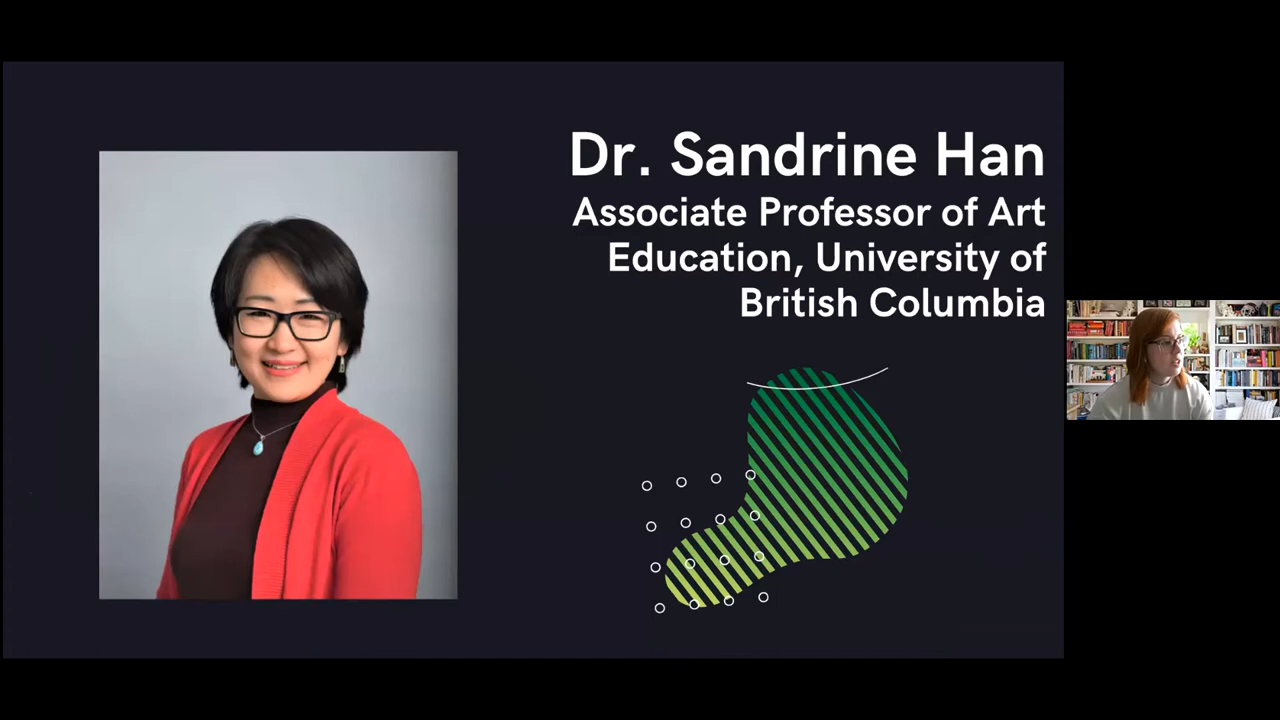 Dr. Sandrine Han
Associate Professor of Art
Education, University of
British Columbia